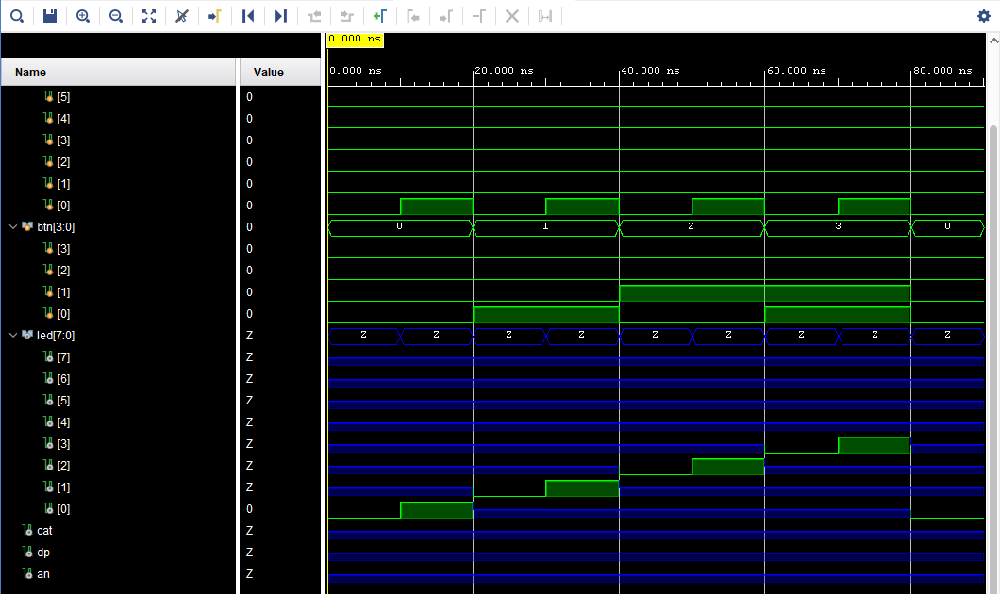 0.000 ns
Name Value 0.000 ns 20.000 ns 40.000 ns 60.000 ns 80.000 ns
[5] 0
[4] 0
[3] 0
[2] 0
[1] 0
[0] 0
btn[3:0] 0 0 1 2 3 0
[3] 0
[2] 0
[1] 0
[0] 0
led[7:0] Z Z Z Z Z Z Z Z Z Z
[7] Z
[6] Z
[5] Z
[4] Z
[3] Z
[2] Z
[1] Z
[0] 0
cat Z
dp Z
an Z